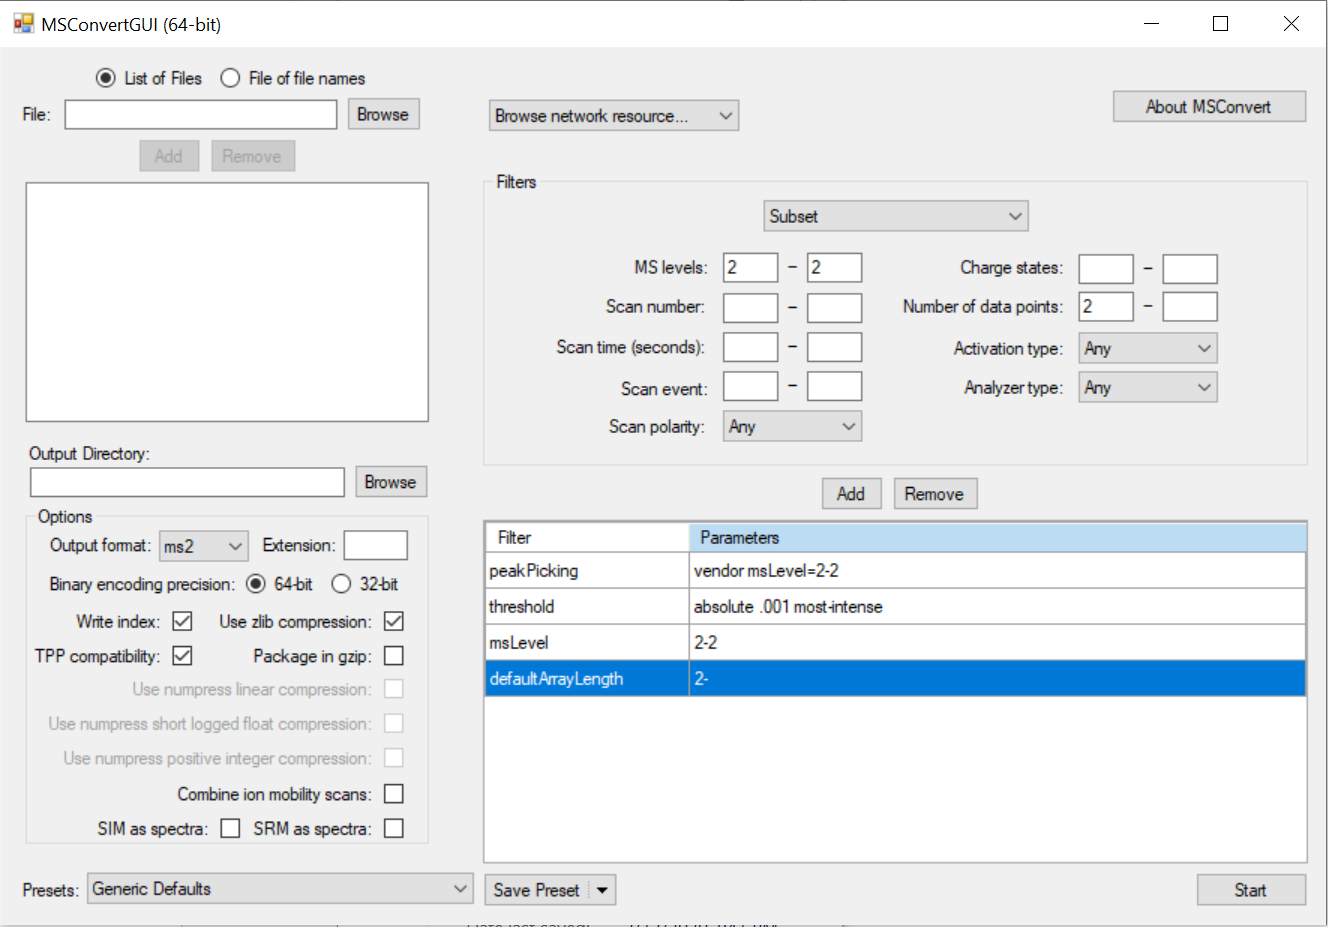 MSConvertGUI (64-bit)
List of Files File of file names
File: Browse
Add Remove
Browse network resource...
About MSConvert
Filters
Subset
MS levels: 2 – 2
Charge states: –
Scan number: –
Number of data points: 2 –
Scan time (seconds): –
Activation type: Any
Scan event: –
Analyzer type: Any
Scan polarity: Any
Add Remove
Filter Parameters
peakPicking vendor msLevel=2-2
threshold absolute .001 most-intense
msLevel 2-2
defaultArrayLength 2-
Output Directory:
Browse
Options
Output format: ms2 Extension:
Binary encoding precision: 64-bit 32-bit
Write index: Use zlib compression:
TPP compatibility: Package in gzip:
Use numpress linear compression:
Use numpress short logged float compression:
Use numpress positive integer compression:
Combine ion mobility scans:
SIM as spectra: SRM as spectra:
Presets: Generic Defaults Save Preset Start